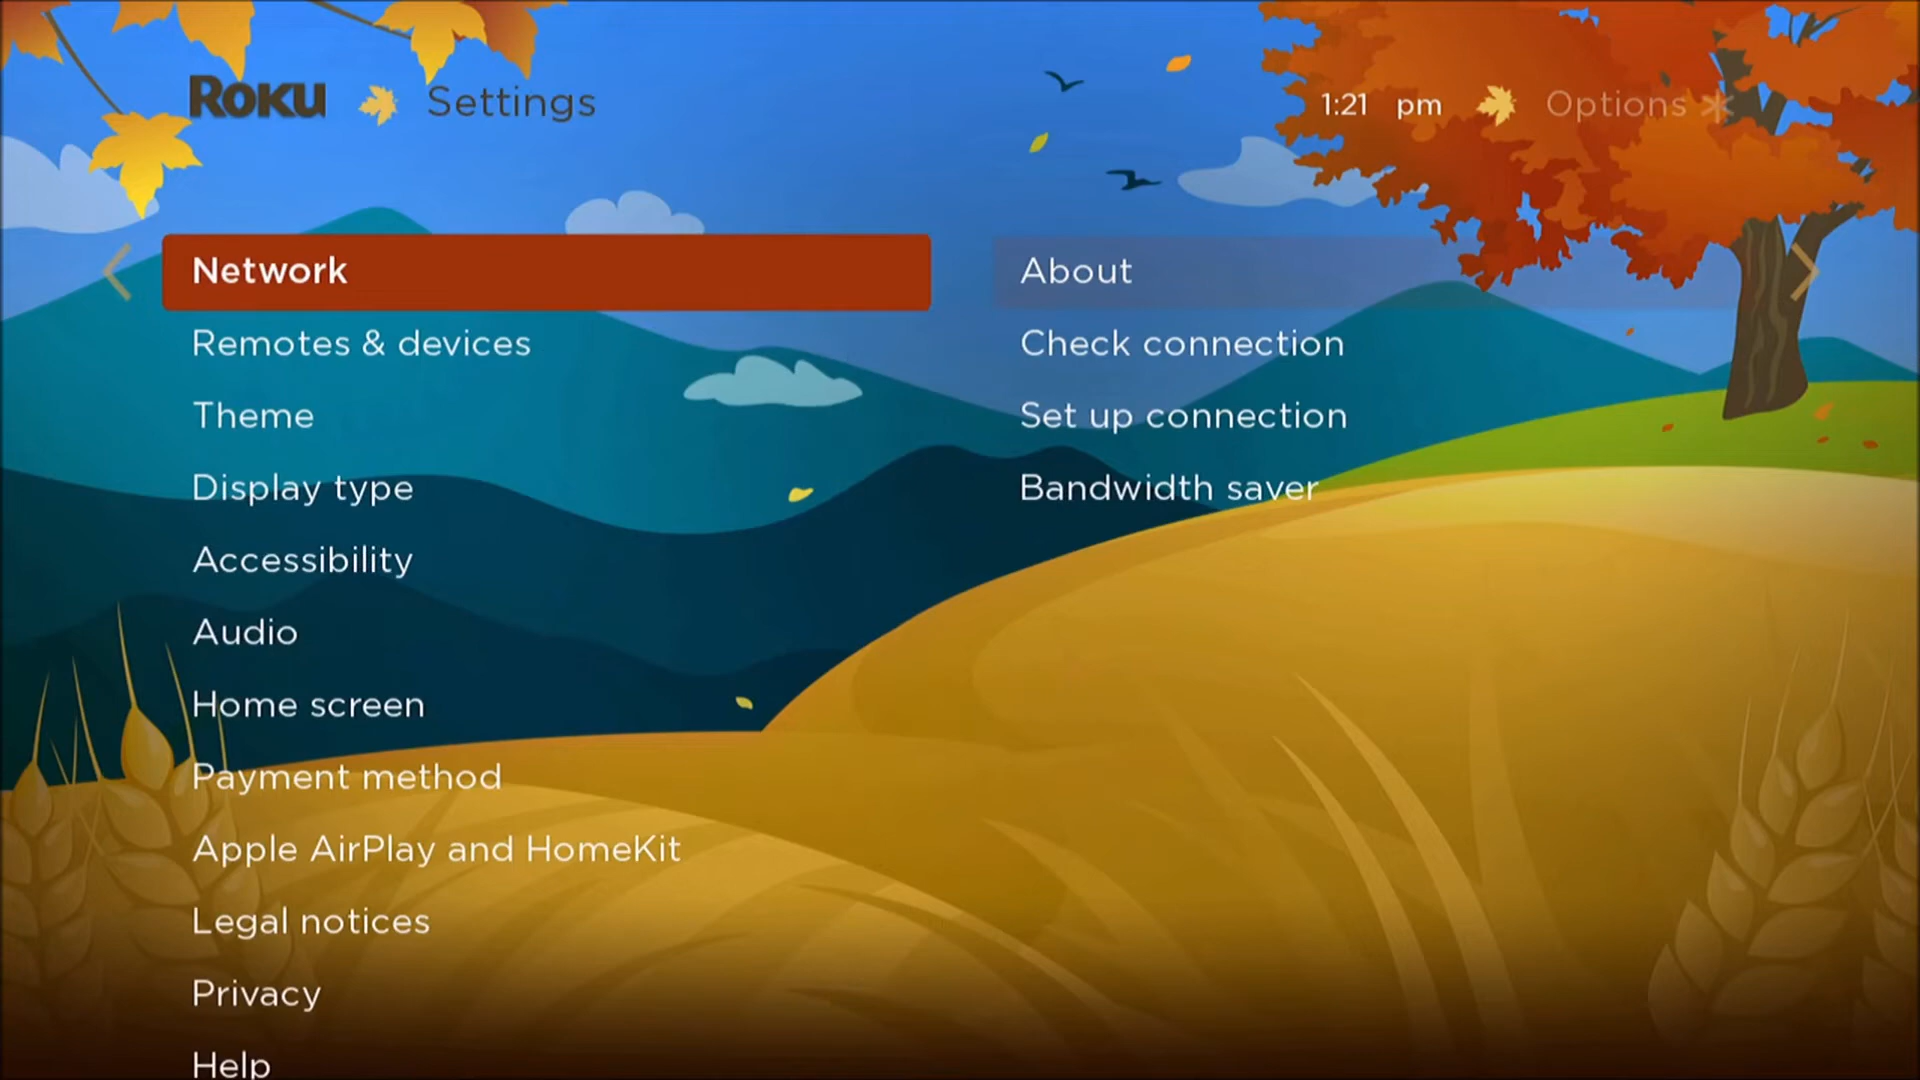 Roku Settings 1:21 pm Options *
Network
Remotes & devices
Theme
Display type
Accessibility
Audio
Home screen
Payment method
Apple AirPlay and HomeKit
Legal notices
Privacy
Help
About
Check connection
Set up connection
Bandwidth saver